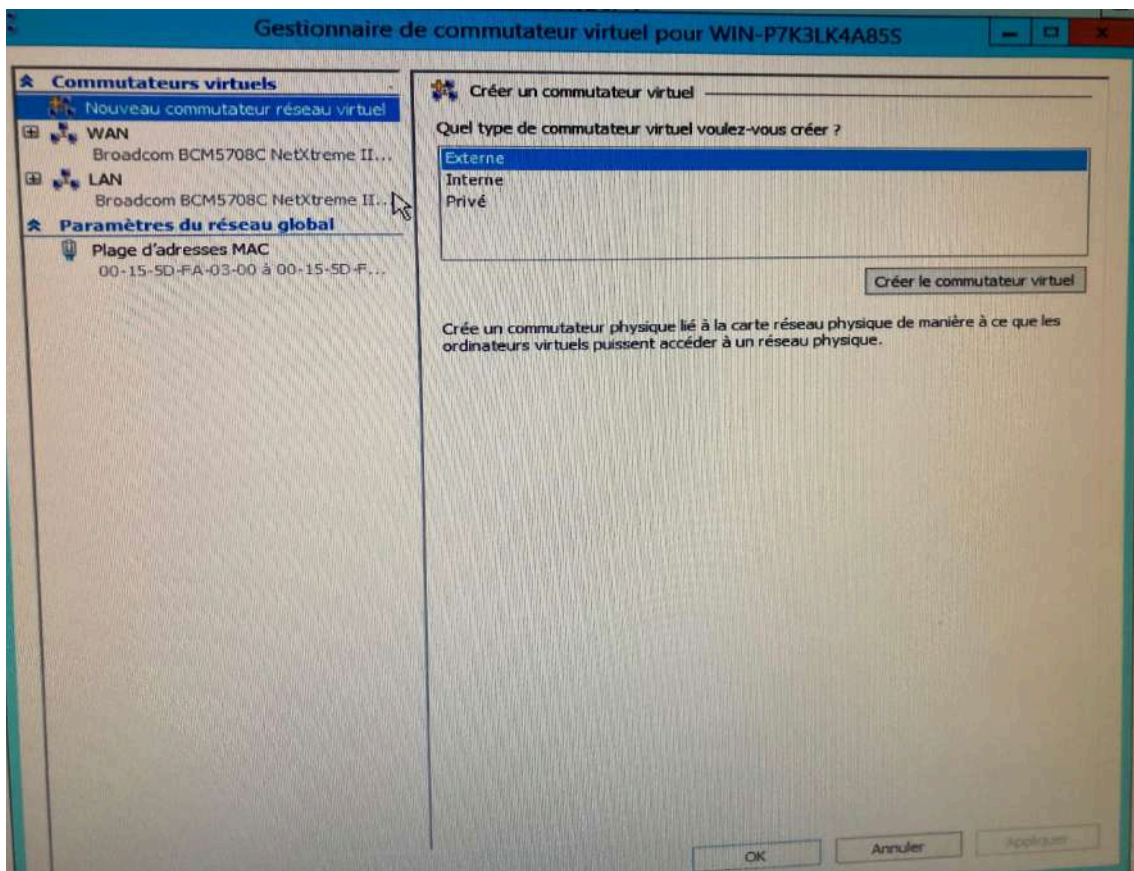 Gestionnaire de commutateur virtuel pour WIN-P7K3LK4A85S
Commutateurs virtuels
Nouveau commutateur réseau virtuel
WAN
Broadcom BCM5708C NetXtreme II...
LAN
Broadcom BCM5708C NetXtreme II...
Paramètres du réseau global
Plage d'adresses MAC
00-15-5D-FA-03-00 à 00-15-5D-F...
Créer un commutateur virtuel
Quel type de commutateur virtuel voulez-vous créer ?
Externe
Interne
Privé
Créer le commutateur virtuel
Crée un commutateur physique lié à la carte réseau physique de manière à ce que les
ordinateurs virtuels puissent accéder à un réseau physique.
OK
Annuler
Appliquer